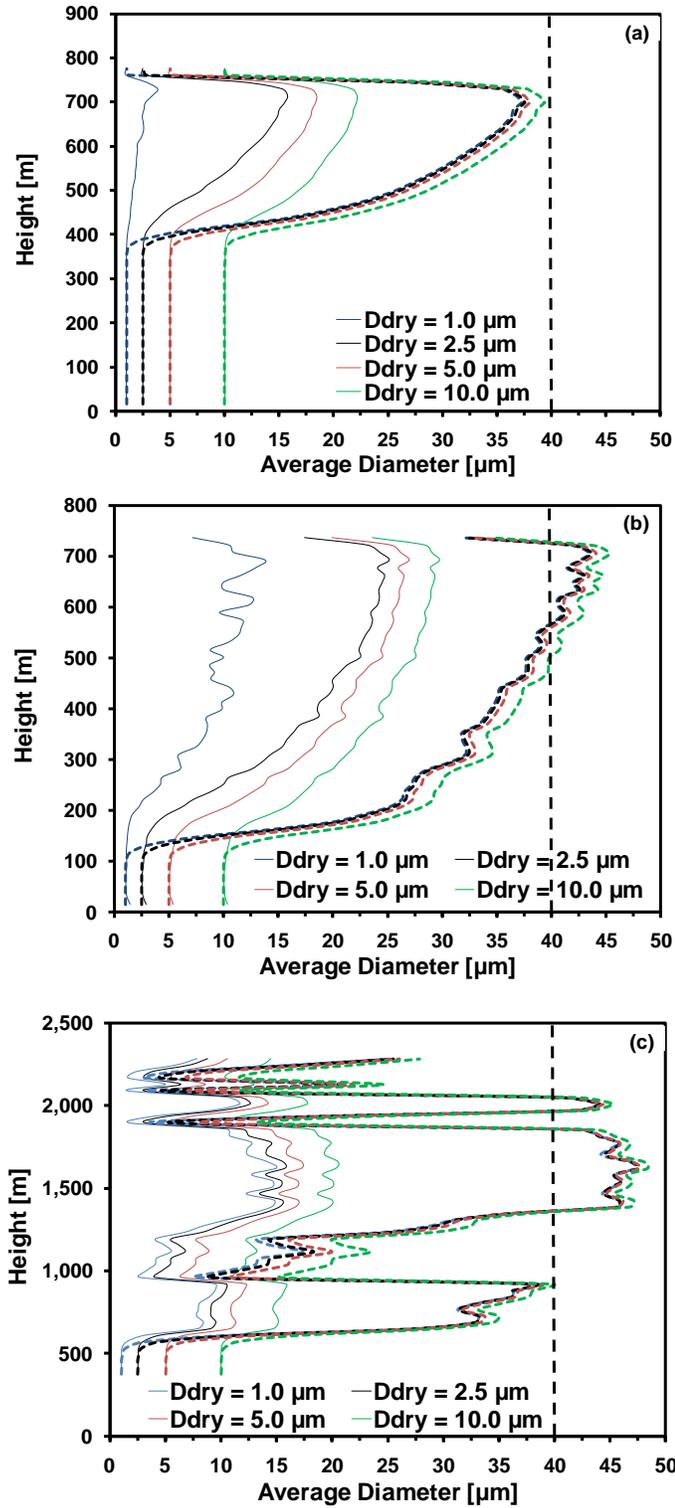 (a)
Height [m]
900
800
700
600
500
400
300
200
100
0
Ddry = 1.0 µm
Ddry = 2.5 µm
Ddry = 5.0 µm
Ddry = 10.0 µm
0 5 10 15 20 25 30 35 40 45 50
Average Diameter [µm]
(b)
Height [m]
800
700
600
500
400
300
200
100
0
Ddry = 1.0 µm Ddry = 2.5 µm
Ddry = 5.0 µm Ddry = 10.0 µm
0 5 10 15 20 25 30 35 40 45 50
Average Diameter [µm]
(c)
Height [m]
2,500
2,000
1,500
1,000
500
0
Ddry = 1.0 µm Ddry = 2.5 µm
Ddry = 5.0 µm Ddry = 10.0 µm
0 5 10 15 20 25 30 35 40 45 50
Average Diameter [µm]